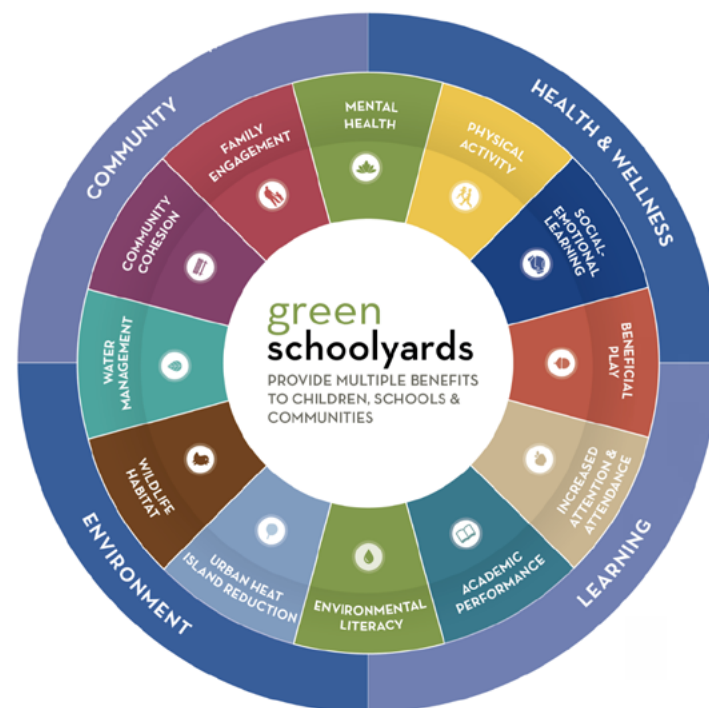 green
schoolyards
PROVIDE MULTIPLE BENEFITS
TO CHILDREN, SCHOOLS &
COMMUNITIES
COMMUNITY
HEALTH & WELLNESS
LEARNING
ENVIRONMENT
MENTAL
HEALTH
PHYSICAL
ACTIVITY
SOCIAL-
EMOTIONAL
LEARNING
BENEFICIAL
PLAY
INCREASED
ATTENTION &
ATTENDANCE
ACADEMIC
PERFORMANCE
ENVIRONMENTAL
LITERACY
URBAN HEAT
ISLAND REDUCTION
WILDLIFE
HABITAT
WATER
MANAGEMENT
COMMUNITY
COHESION
FAMILY
ENGAGEMENT